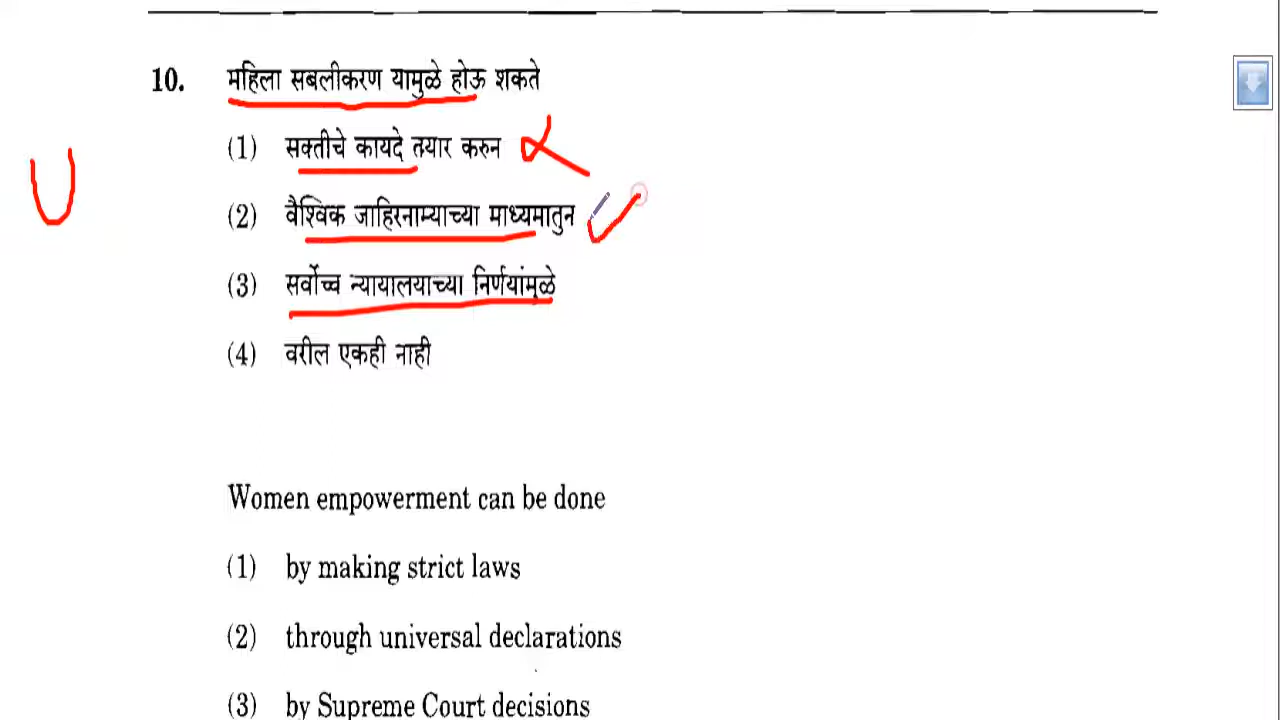 10. महिला सबलीकरण यामुळे होऊ शकते
(1) सक्तीचे कायदे तयार करुन
(2) वैश्विक जाहिरनाम्याच्या माध्यमातुन
(3) सर्वोच्च न्यायालयाच्या निर्णयांमूळे
(4) वरील एकही नाही
U
Women empowerment can be done
(1) by making strict laws
(2) through universal declarations
(3) by Supreme Court decisions